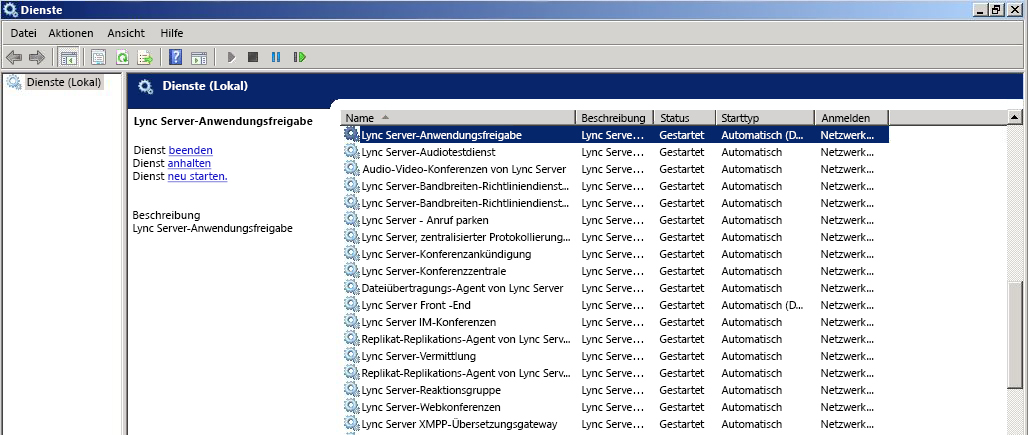 Dienste
Datei Aktionen Ansicht Hilfe
Dienste (Lokal)
Dienste (Lokal)
Lync Server-Anwendungsfreigabe
Dienst beenden
Dienst anhalten
Dienst neu starten.
Beschreibung
Lync Server-Anwendungsfreigabe
Name Beschreibung Status Starttyp Anmelden
Lync Server-Anwendungsfreigabe Lync Serve... Gestartet Automatisch (D... Netzwerk...
Lync Server-Audiotestdienst Lync Serve... Gestartet Automatisch Netzwerk...
Audio-Video-Konferenzen von Lync Server Lync Serve... Gestartet Automatisch Netzwerk...
Lync Server-Bandbreiten-Richtliniendienst... Lync Serve... Gestartet Automatisch Netzwerk...
Lync Server-Bandbreiten-Richtliniendienst... Lync Serve... Gestartet Automatisch Netzwerk...
Lync Server - Anruf parken Lync Serve... Gestartet Automatisch Netzwerk...
Lync Server, zentralisierter Protokollierung... Lync Serve... Gestartet Automatisch Netzwerk...
Lync Server-Konferenzankündigung Lync Serve... Gestartet Automatisch Netzwerk...
Lync Server-Konferenzzentrale Lync Serve... Gestartet Automatisch Netzwerk...
Dateiübertragungs-Agent von Lync Server Lync Serve... Gestartet Automatisch Netzwerk...
Lync Server Front -End Lync Serve... Gestartet Automatisch (D... Netzwerk...
Lync Server IM-Konferenzen Lync Serve... Gestartet Automatisch Netzwerk...
Replikat-Replikations-Agent von Lync Serv... Lync Serve... Gestartet Automatisch Netzwerk...
Lync Server-Vermittlung Lync Serve... Gestartet Automatisch Netzwerk...
Replikat-Replikations-Agent von Lync Serv... Lync Serve... Gestartet Automatisch Netzwerk...
Lync Server-Reaktionsgruppe Lync Serve... Gestartet Automatisch Netzwerk...
Lync Server-Webkonferenzen Lync Serve... Gestartet Automatisch Netzwerk...
Lync Server XMPP-Übersetzungsgateway Lync Serve... Gestartet Automatisch Netzwerk...